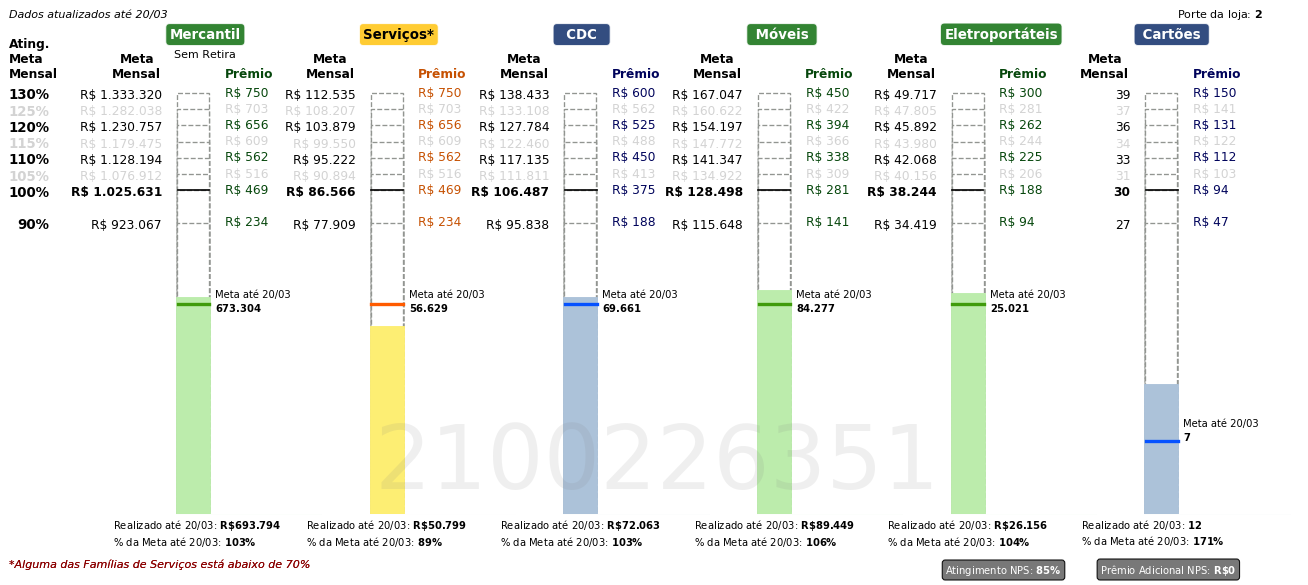 Dados atualizados até 20/03
Porte da loja: 2
Mercantil
Serviços*
CDC
Móveis
Eletroportáteis
Cartões
Sem Retira
Ating. Meta Mensal
Meta Mensal Prêmio Meta Mensal Prêmio Meta Mensal Prêmio Meta Mensal Prêmio Meta Mensal Prêmio Meta Mensal Prêmio
130% R$ 1.333.320 R$ 750 R$ 112.535 R$ 750 R$ 138.433 R$ 600 R$ 167.047 R$ 450 R$ 49.717 R$ 300 39 R$ 150
125% R$ 1.282.038 R$ 703 R$ 108.207 R$ 703 R$ 133.108 R$ 562 R$ 160.622 R$ 422 R$ 47.805 R$ 281 37 R$ 141
120% R$ 1.230.757 R$ 656 R$ 103.879 R$ 656 R$ 127.784 R$ 525 R$ 154.197 R$ 394 R$ 45.892 R$ 262 36 R$ 131
115% R$ 1.179.475 R$ 609 R$ 99.550 R$ 609 R$ 122.460 R$ 488 R$ 147.772 R$ 366 R$ 43.980 R$ 244 34 R$ 122
110% R$ 1.128.194 R$ 562 R$ 95.222 R$ 562 R$ 117.135 R$ 450 R$ 141.347 R$ 338 R$ 42.068 R$ 225 33 R$ 112
105% R$ 1.076.912 R$ 516 R$ 90.894 R$ 516 R$ 111.811 R$ 413 R$ 134.922 R$ 309 R$ 40.156 R$ 206 31 R$ 103
100% R$ 1.025.631 R$ 469 R$ 86.566 R$ 469 R$ 106.487 R$ 375 R$ 128.498 R$ 281 R$ 38.244 R$ 188 30 R$ 94
90% R$ 923.067 R$ 234 R$ 77.909 R$ 234 R$ 95.838 R$ 188 R$ 115.648 R$ 141 R$ 34.419 R$ 94 27 R$ 47
Meta até 20/03
673.304
Meta até 20/03
56.629
Meta até 20/03
69.661
Meta até 20/03
84.277
Meta até 20/03
25.021
Meta até 20/03
7
2100226351
Realizado até 20/03: R$693.794
% da Meta até 20/03: 103%
Realizado até 20/03: R$50.799
% da Meta até 20/03: 89%
Realizado até 20/03: R$72.063
% da Meta até 20/03: 103%
Realizado até 20/03: R$89.449
% da Meta até 20/03: 106%
Realizado até 20/03: R$26.156
% da Meta até 20/03: 104%
Realizado até 20/03: 12
% da Meta até 20/03: 171%
*Alguma das Famílias de Serviços está abaixo de 70%
Atingimento NPS: 85%
Prêmio Adicional NPS: R$0